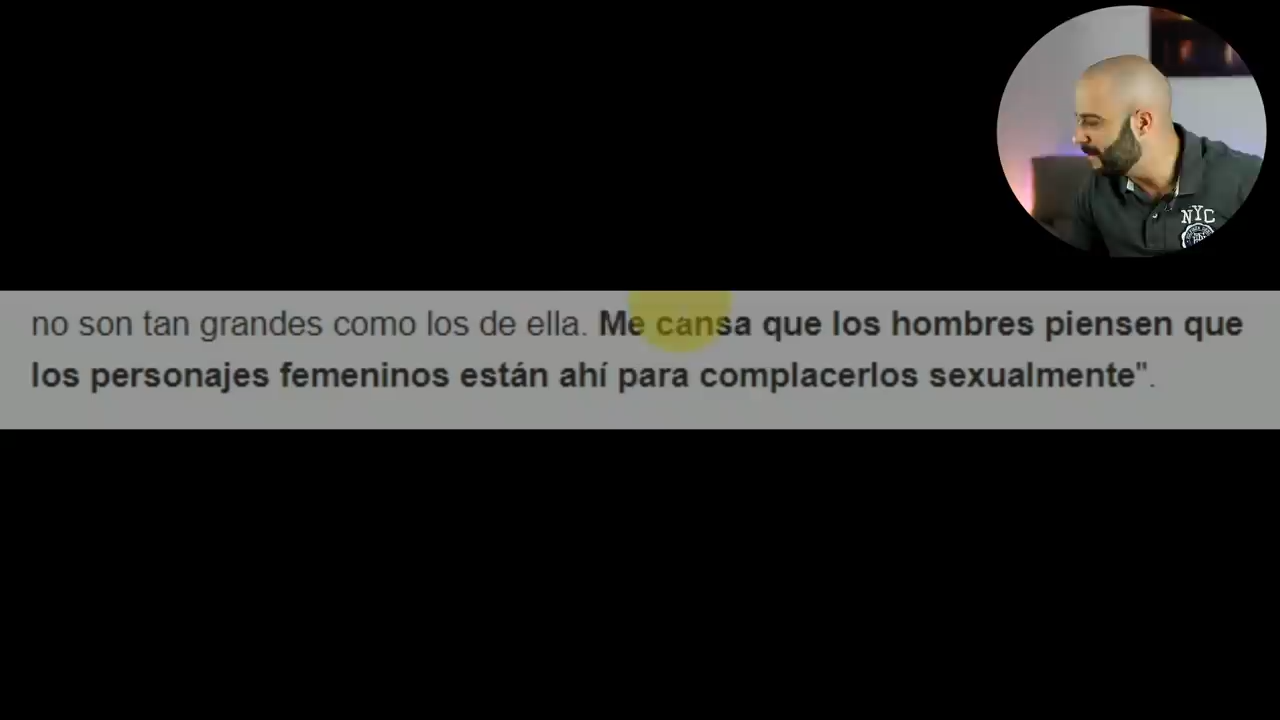 NYC
no son tan grandes como los de ella. Me cansa que los hombres piensen que
los personajes femeninos están ahí para complacerlos sexualmente".